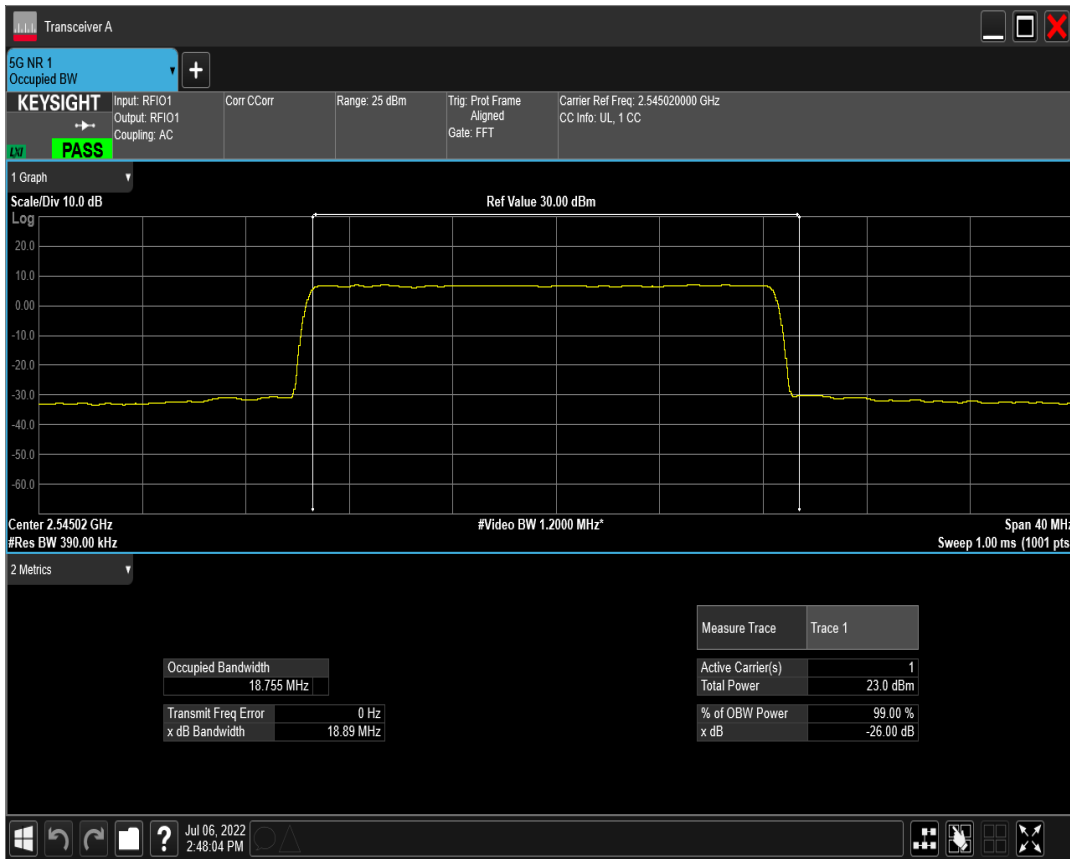 Transceiver A
5G NR 1
Occupied BW
KEYSIGHT
Input: RFIO1
Output: RFIO1
Coupling: AC
Corr CCorr
Range: 25 dBm
Trig: Prot Frame
Aligned
Gate: FFT
Carrier Ref Freq: 2.545020000 GHz
CC Info: UL, 1 CC
LXI
PASS
1 Graph
Scale/Div 10.0 dB
Ref Value 30.00 dBm
Log
20.0
10.0
0.00
-10.0
-20.0
-30.0
-40.0
-50.0
-60.0
Center 2.54502 GHz
#Video BW 1.2000 MHz*
Span 40 MHz
#Res BW 390.00 kHz
Sweep 1.00 ms (1001 pts
2 Metrics
Measure Trace
Trace 1
Occupied Bandwidth
18.755 MHz
Active Carrier(s)
1
Total Power
23.0 dBm
Transmit Freq Error
0 Hz
x dB Bandwidth
18.89 MHz
% of OBW Power
99.00 %
x dB
-26.00 dB
?
Jul 06, 2022
2:48:04 PM